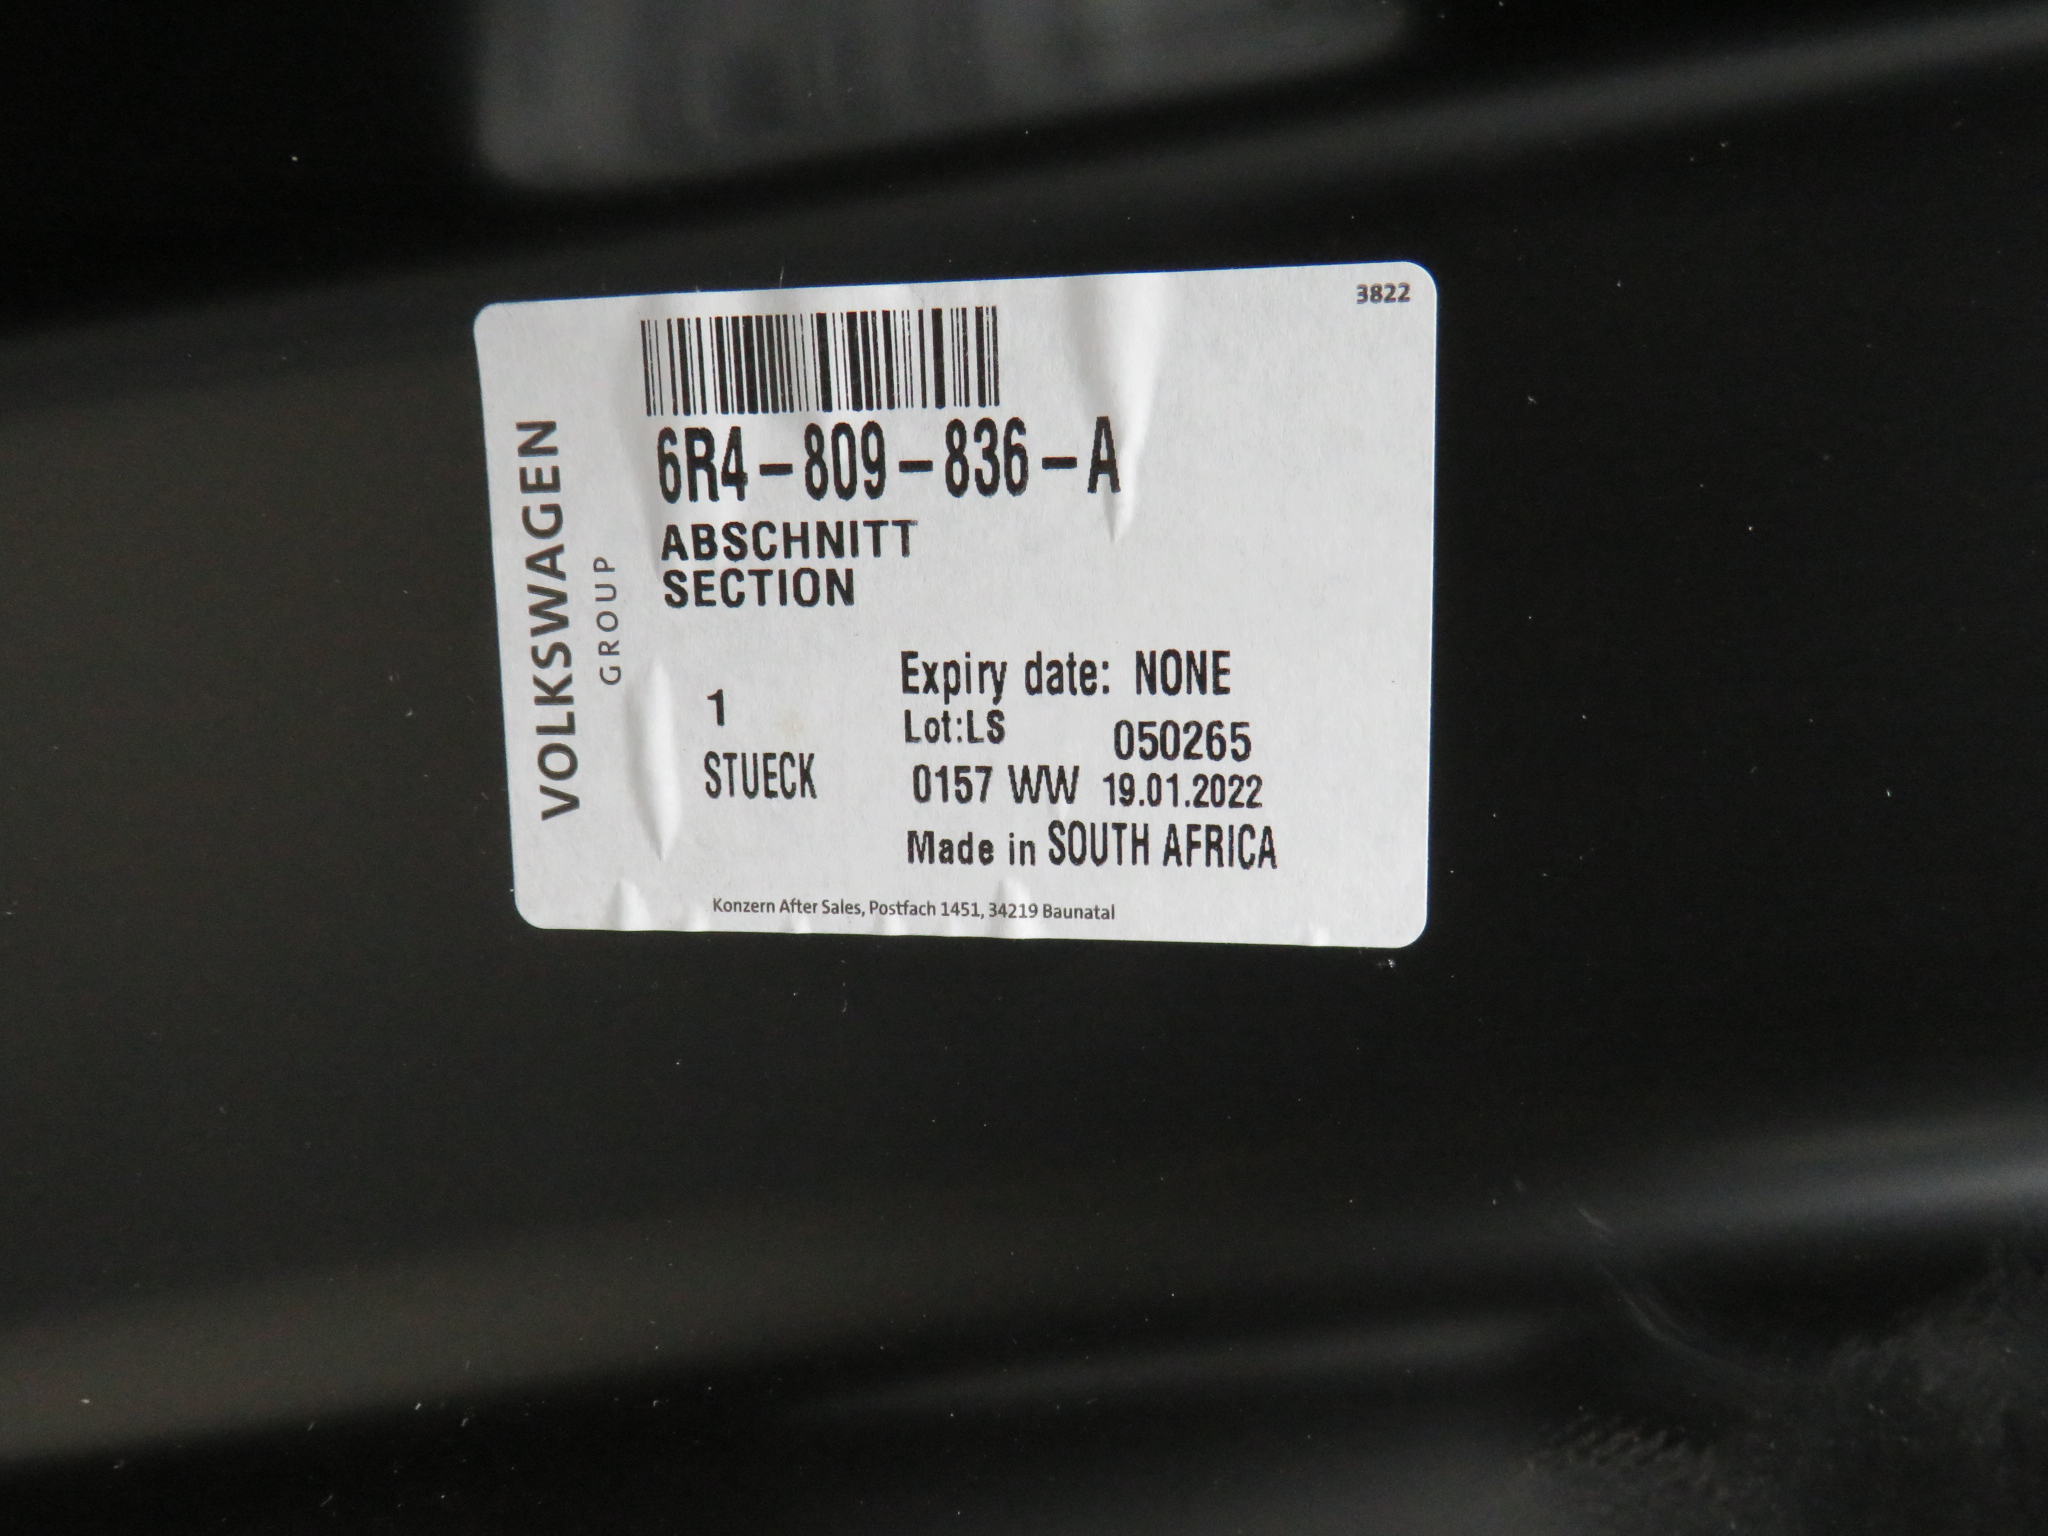 3822
VOLKSWAGEN
GROUP
6R4-809-836-A
ABSCHNITT
SECTION
1
STUECK
Expiry date: NONE
Lot:LS 050265
0157 WW 19.01.2022
Made in SOUTH AFRICA
Konzern After Sales, Postfach 1451, 34219 Baunatal